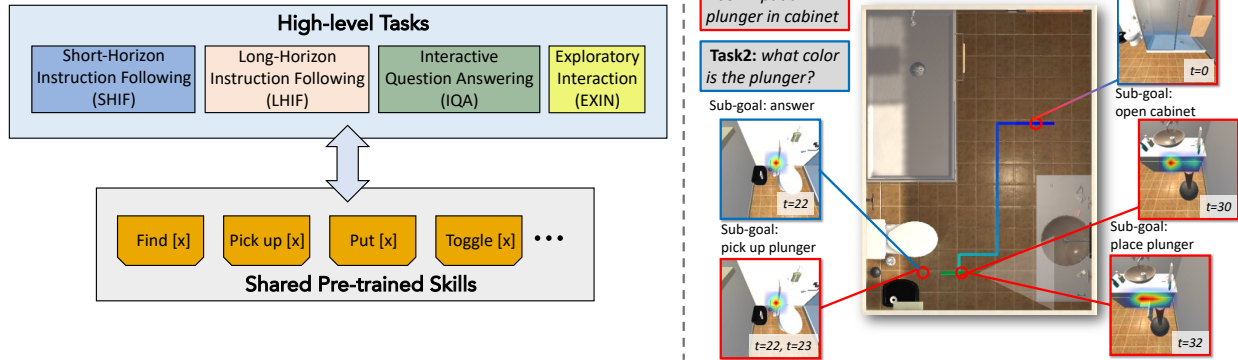 High-level Tasks
Short-Horizon
Instruction Following
(SHIF)
Long-Horizon
Instruction Following
(LHIF)
Interactive
Question Answering
(IQA)
Exploratory
Interaction
(EXIN)
Find [x]
Pick up [x]
Put [x]
Toggle [x]
•••
Shared Pre-trained Skills
plunger in cabinet
Task2: what color
is the plunger?
Sub-goal: answer
t=22
Sub-goal:
pick up plunger
t=22, t=23
t=0
Sub-goal:
open cabinet
t=30
Sub-goal:
place plunger
t=32